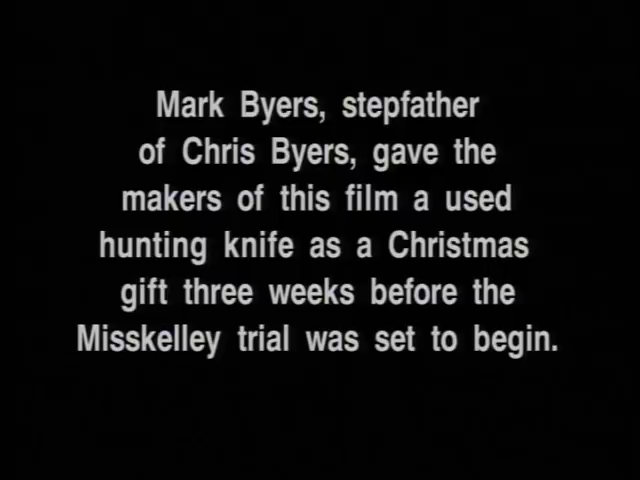 Mark Byers, stepfather
of Chris Byers, gave the
makers of this film a used
hunting knife as a Christmas
gift three weeks before the
Misskelley trial was set to begin.